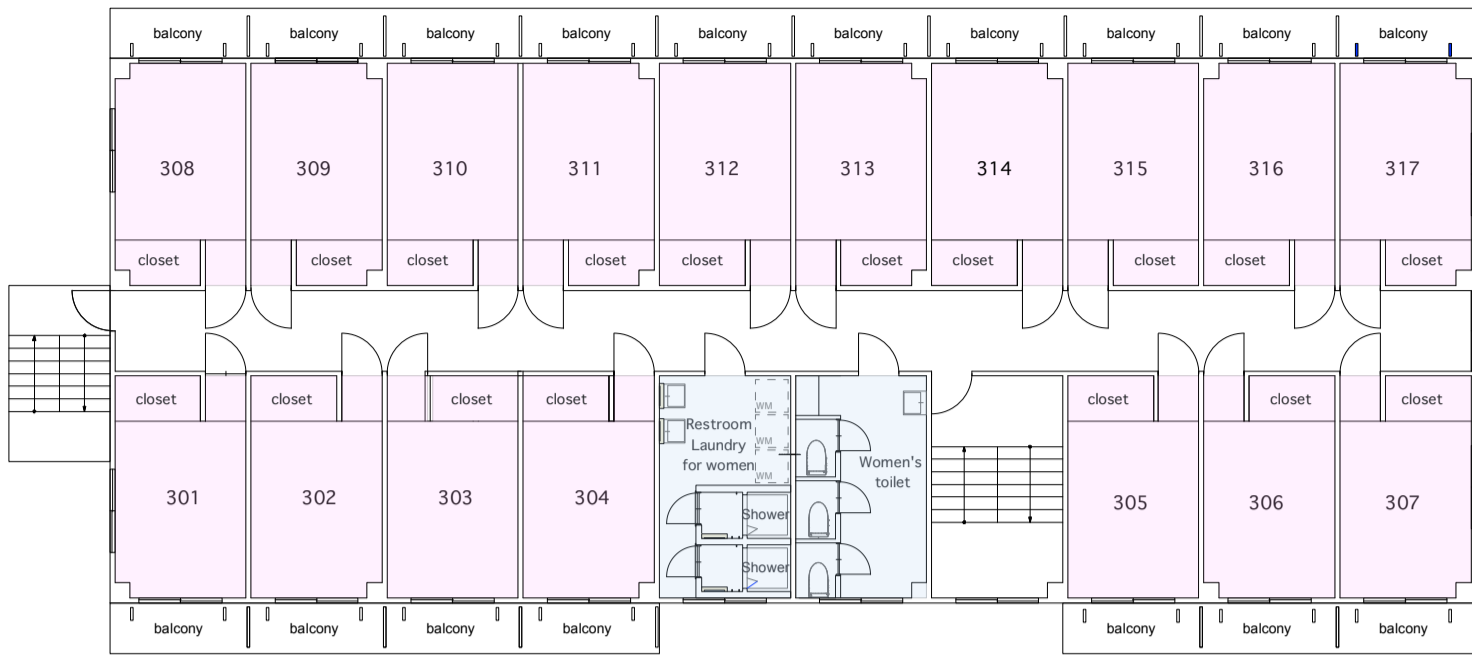 balcony balcony balcony balcony balcony balcony balcony balcony balcony balcony
308 309 310 311 312 313 314 315 316 317
closet closet closet closet closet closet closet closet closet closet
closet closet closet closet closet closet closet
WM
Restroom
Laundry
for women
WM
WM
Women's
toilet
301 302 303 304 305 306 307
Shower
Shower
balcony balcony balcony balcony balcony balcony balcony